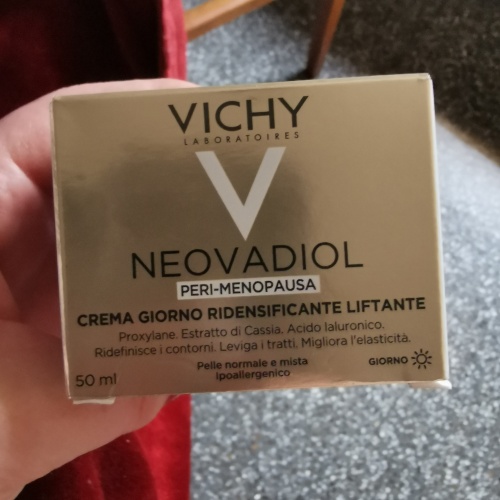 VICHY
LABORATOIRES
V
NEOVADIOL
PERI-MENOPAUSA
CREMA GIORNO RIDENSIFICANTE LIFTANTE
Proxylane. Estratto di Cassia. Acido Ialuronico.
Ridefinisce i contorni. Leviga i tratti. Migliora l'elasticità.
Pelle normale e mista
Ipoallergenico
GIORNO
50 ml